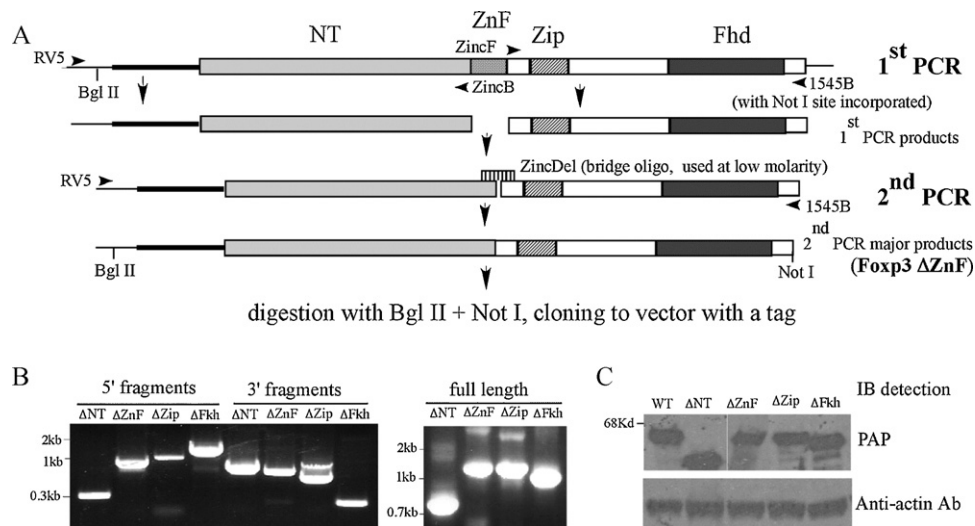 A
NT
ZnF
Zip
Fhd
RV5
ZincF
ZincB
1545B
Bgl II
1st PCR
(with Not I site incorporated)
1st PCR products
ZincDel (bridge oligo, used at low molarity)
RV5
1545B
2nd PCR
2nd PCR major products
(Foxp3 ΔZnF)
Bgl II
Not I
digestion with Bgl II + Not I, cloning to vector with a tag
B
5' fragments
3' fragments
full length
ΔNT ΔZnF ΔZip ΔFkh ΔNT ΔZnF ΔZip ΔFkh
ΔNT ΔZnF ΔZip ΔFkh
2kb
1kb
0.3kb
2kb
1kb
0.7kb
C
IB detection
WT ΔNT ΔZnF ΔZip ΔFkh
68Kd
PAP
Anti-actin Ab